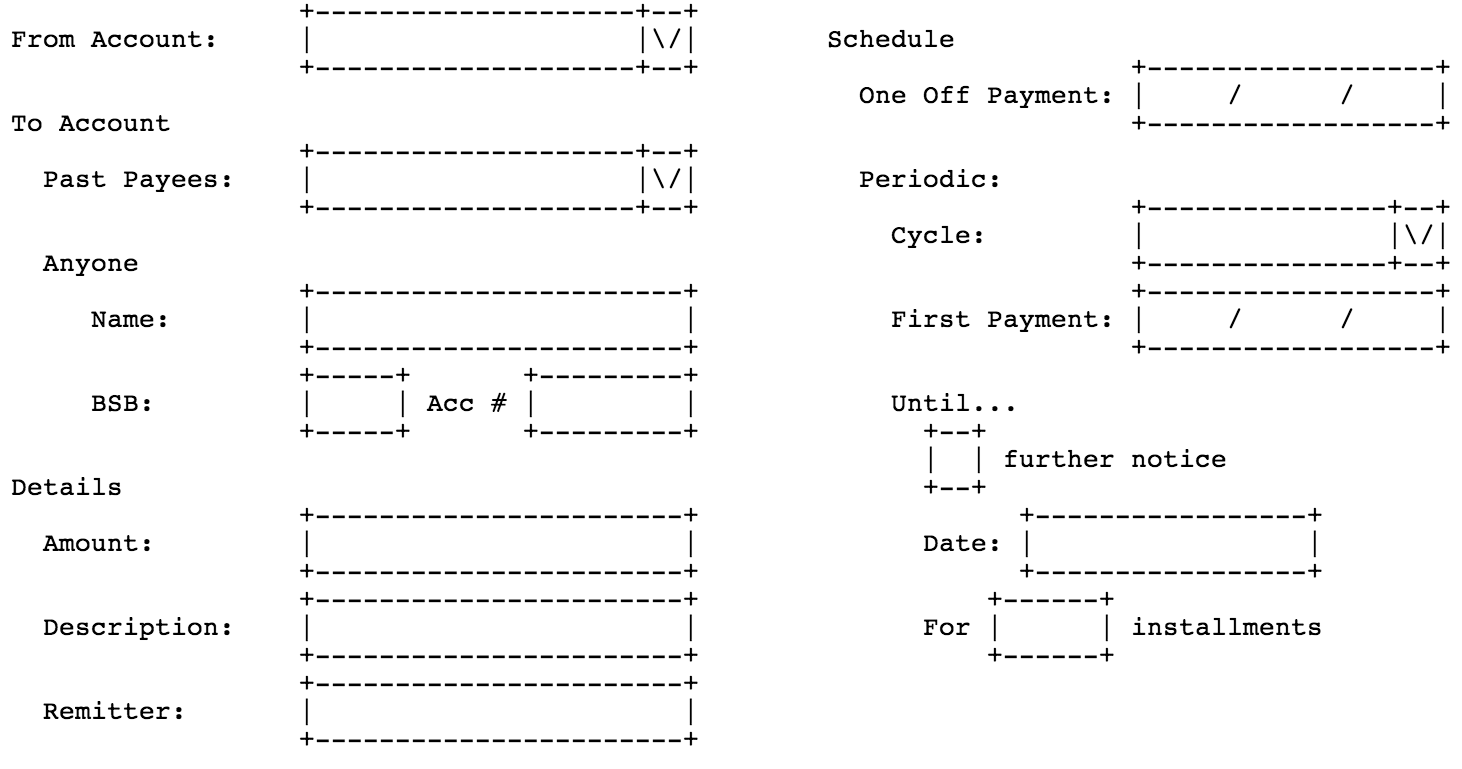 From Account:
\/
To Account
Past Payees:
\/
Anyone
Name:
BSB:
Acc #
Details
Amount:
Description:
Remitter:
Schedule
One Off Payment: / /
Periodic:
Cycle:
\/
First Payment: / /
Until...
further notice
Date:
For installments